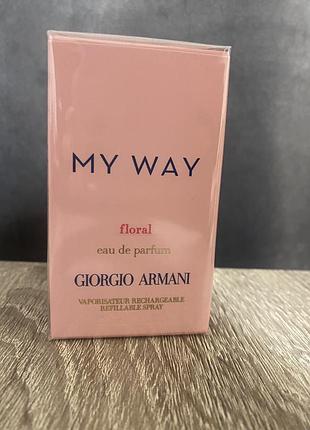 MY WAY
floral
eau de parfum
GIORGIO ARMANI
VAPORISATEUR RECHARGEABLE
REFILLABLE SPRAY